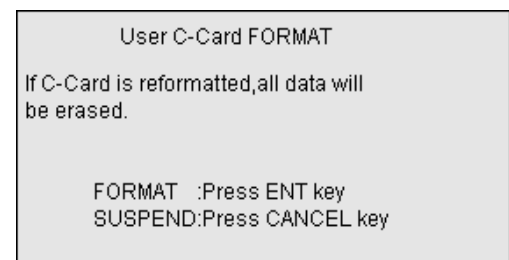 User C-Card FORMAT
If C-Card is reformatted,all data will
be erased.
FORMAT :Press ENT key
SUSPEND:Press CANCEL key